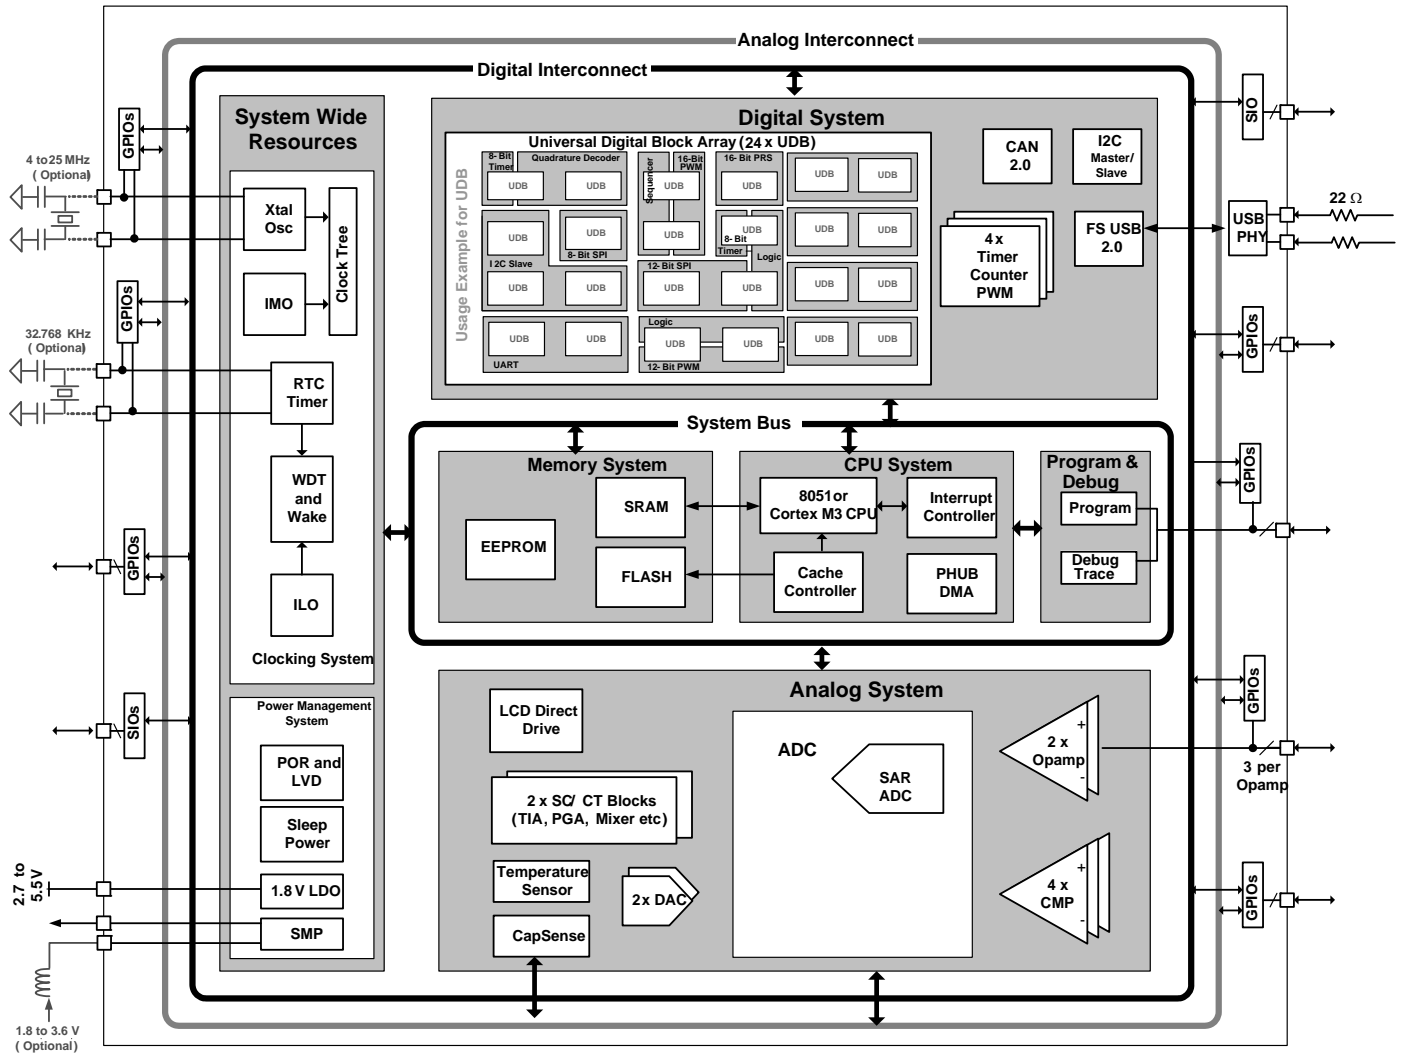 Analog Interconnect
Digital Interconnect
System Wide
Resources
Digital System
Universal Digital Block Array (24 x UDB)
Usage Example for UDB
8- Bit
Timer
Quadrature Decoder
Sequencer
16-Bit
PWM
16- Bit PRS
UDB
UDB
UDB
UDB
UDB
UDB
UDB
UDB
8- Bit SPI
UDB
UDB
8- Bit
Timer
Logic
UDB
UDB
I2C Slave
12- Bit SPI
UDB
UDB
UDB
UDB
UDB
UDB
UDB
Logic
UDB
UDB
UDB
UDB
UDB
UDB
UART
12- Bit PWM
CAN
2.0
I2C
Master/
Slave
4 x
Timer
Counter
PWM
FS USB
2.0
USB
PHY
22 Ω
SIO
GPIOs
GPIOs
GPIOs
GPIOs
3 per
Opamp
GPIOs
4 to 25 MHz
( Optional)
GPIOs
32.768 KHz
( Optional)
GPIOs
SIOs
Xtal
Osc
IMO
Clock Tree
RTC
Timer
WDT
and
Wake
ILO
Clocking System
Power Management
System
POR and
LVD
Sleep
Power
1.8 V LDO
SMP
2.7 to
5.5V
1.8 to 3.6 V
( Optional)
System Bus
Memory System
EEPROM
SRAM
FLASH
CPU System
8051 or
Cortex M3 CPU
Interrupt
Controller
Cache
Controller
PHUB
DMA
Program &
Debug
Program
Debug
Trace
Analog System
LCD Direct
Drive
2 x SC/ CT Blocks
(TIA, PGA, Mixer etc)
Temperature
Sensor
CapSense
2 x DAC
ADC
SAR
ADC
+
2 x
Opamp
-
+
4 x
CMP
-